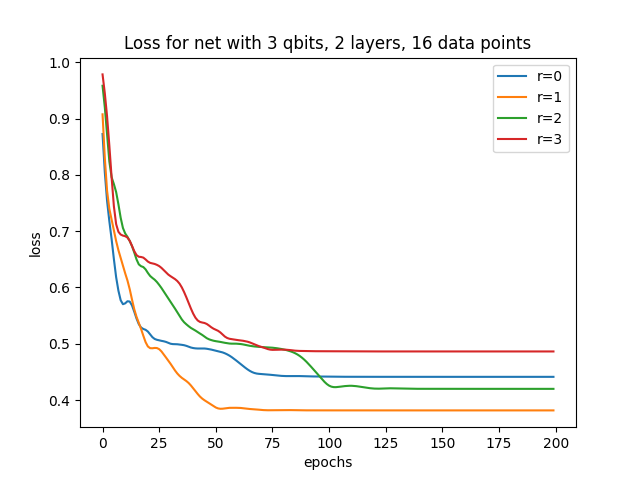 Loss for net with 3 qbits, 2 layers, 16 data points
1.0
0.9
0.8
0.7
0.6
0.5
0.4
loss
r=0
r=1
r=2
r=3
0 25 50 75 100 125 150 175 200
epochs